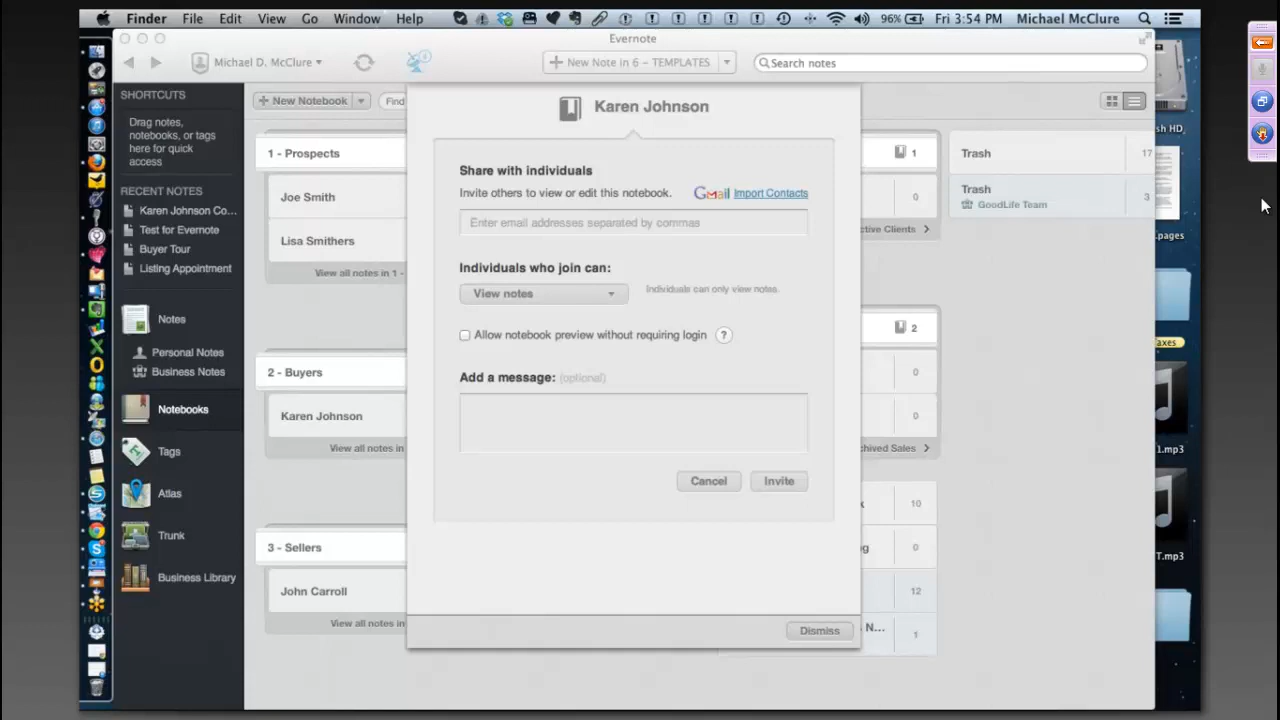 Finder File Edit View Go Window Help 96% Fri 3:54 PM Michael McClure
Evernote
Michael D. McClure
New Note in 6 – TEMPLATES
Search notes
SHORTCUTS
Drag notes,
notebooks, or tags
here for quick
access
RECENT NOTES
Karen Johnson Co...
Test for Evernote
Buyer Tour
Listing Appointment
Notes
Personal Notes
Business Notes
Notebooks
Tags
Atlas
Trunk
Business Library
New Notebook
Find
1 - Prospects
Joe Smith
Lisa Smithers
View all notes in 1 -
2 - Buyers
Karen Johnson
View all notes in
3 - Sellers
John Carroll
View all notes in
Karen Johnson
Share with individuals
Invite others to view or edit this notebook. Gmail Import Contacts
Enter email addresses separated by commas
Individuals who join can:
View notes Individuals can only view notes.
Allow notebook preview without requiring login ?
Add a message: (optional)
Cancel Invite
Dismiss
1
0
ctive Clients
2
0
0
chived Sales
10
0
12
N... 1
Trash 17
Trash 3
GoodLife Team
sh HD
.pages
axes
1.mp3
T.mp3